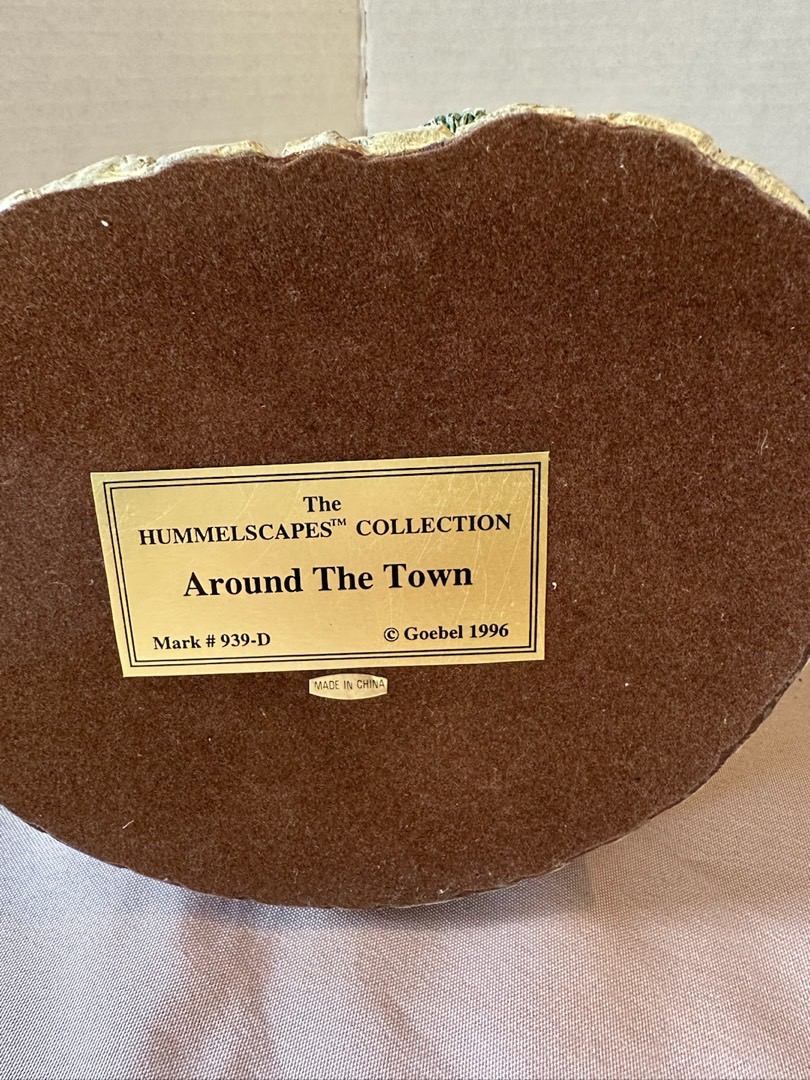 The
HUMMELSCAPES™ COLLECTION
Around The Town
Mark # 939-D © Goebel 1996
MADE IN CHINA